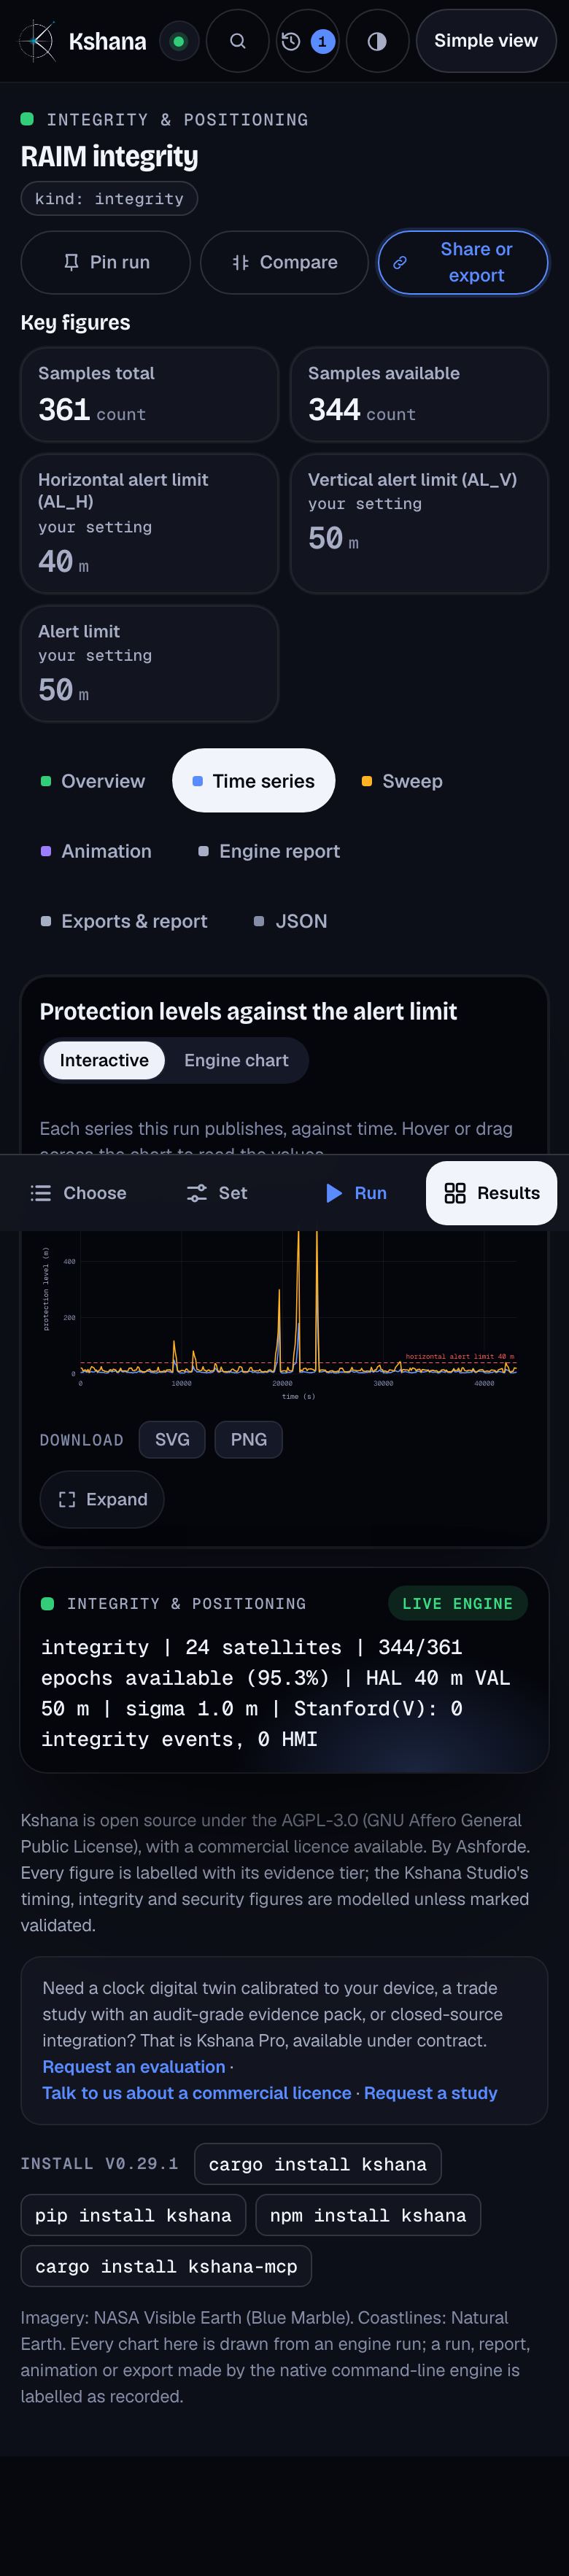 Kshana
1
Simple view
INTEGRITY & POSITIONING
RAIM integrity
kind: integrity
Pin run
Compare
Share or
export
Key figures
Samples total
361 count
Samples available
344 count
Horizontal alert limit
(AL_H)
your setting
40 m
Vertical alert limit (AL_V)
your setting
50 m
Alert limit
your setting
50 m
Overview
Time series
Sweep
Animation
Engine report
Exports & report
JSON
Protection levels against the alert limit
Interactive
Engine chart
Each series this run publishes, against time. Hover or drag
Choose
Set
Run
Results
protection level (m)
400
200
0
horizontal alert limit 40 m
0
10000
20000
30000
40000
time (s)
DOWNLOAD
SVG
PNG
Expand
INTEGRITY & POSITIONING
LIVE ENGINE
integrity | 24 satellites | 344/361
epochs available (95.3%) | HAL 40 m VAL
50 m | sigma 1.0 m | Stanford(V): 0
integrity events, 0 HMI
Kshana is open source under the AGPL-3.0 (GNU Affero General
Public License), with a commercial licence available. By Ashforde.
Every figure is labelled with its evidence tier; the Kshana Studio's
timing, integrity and security figures are modelled unless marked
validated.
Need a clock digital twin calibrated to your device, a trade
study with an audit-grade evidence pack, or closed-source
integration? That is Kshana Pro, available under contract.
Request an evaluation ·
Talk to us about a commercial licence · Request a study
INSTALL V0.29.1
cargo install kshana
pip install kshana
npm install kshana
cargo install kshana-mcp
Imagery: NASA Visible Earth (Blue Marble). Coastlines: Natural
Earth. Every chart here is drawn from an engine run; a run, report,
animation or export made by the native command-line engine is
labelled as recorded.